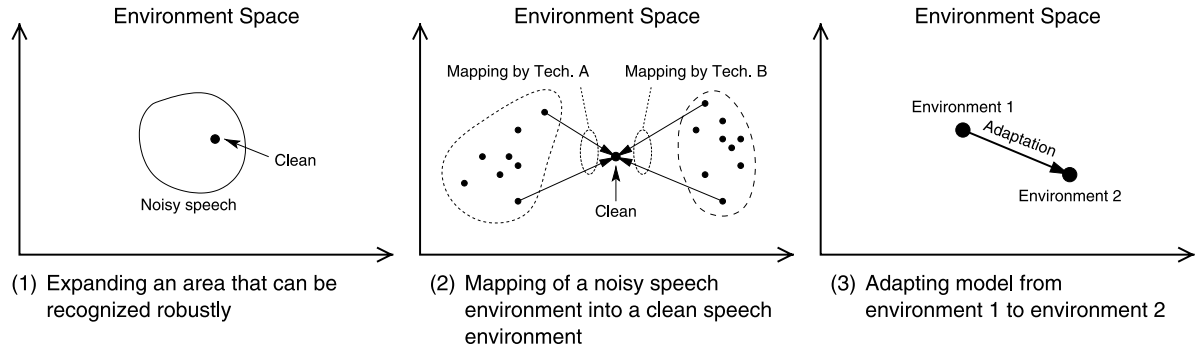 Environment Space
Clean
Noisy speech
(1) Expanding an area that can be
recognized robustly
Environment Space
Mapping by Tech. A
Mapping by Tech. B
Clean
(2) Mapping of a noisy speech
environment into a clean speech
environment
Environment Space
Environment 1
Adaptation
Environment 2
(3) Adapting model from
environment 1 to environment 2